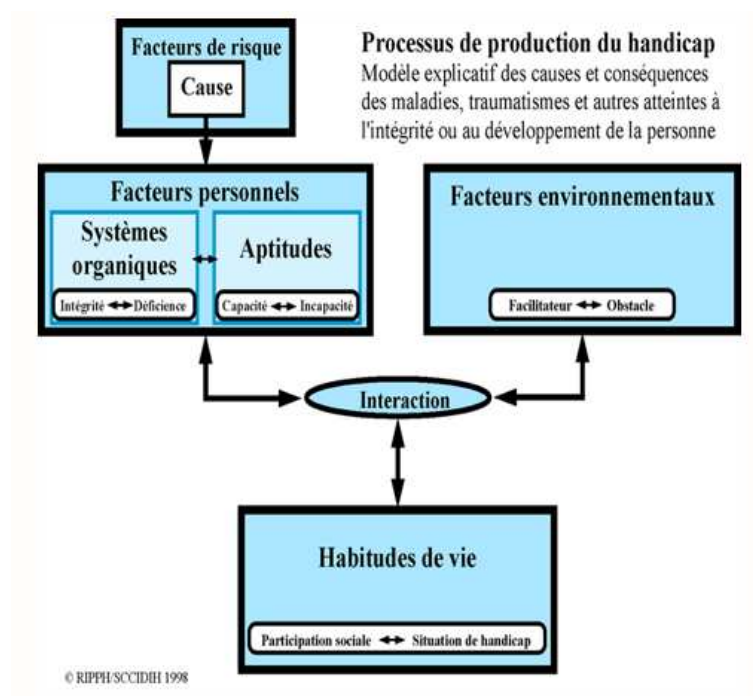 Facteurs de risque
Cause
Processus de production du handicap
Modèle explicatif des causes et conséquences
des maladies, traumatismes et autres atteintes à
l'intégrité ou au développement de la personne
Facteurs personnels
Systèmes
organiques
Intégrité Déficience
Aptitudes
Capacité Incapacité
Facteurs environnementaux
Facilitateur Obstacle
Interaction
Habitudes de vie
Participation sociale Situation de handicap
© RIPPH/SCCIDIH 1998